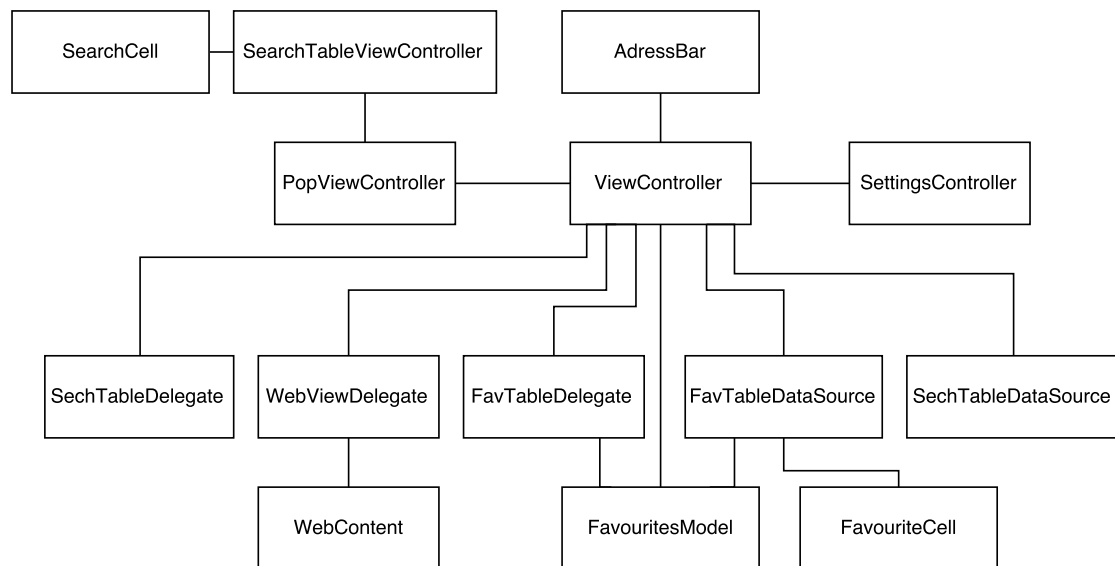 SearchCell
SearchTableViewController
AdressBar
PopViewController
ViewController
SettingsController
SechTableDelegate
WebViewDelegate
FavTableDelegate
FavTableDataSource
SechTableDataSource
WebContent
FavouritesModel
FavouriteCell